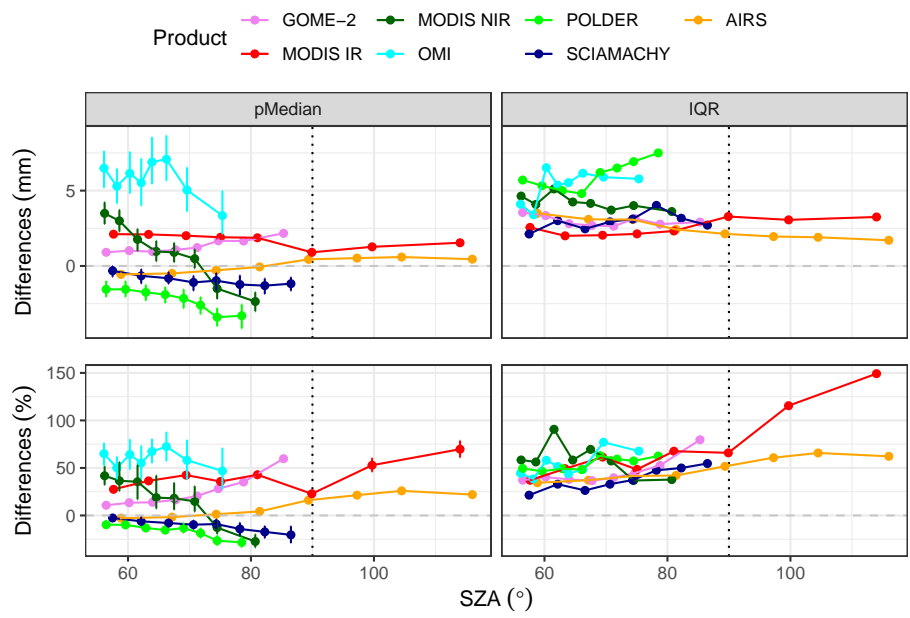 Product
GOME−2 MODIS NIR POLDER AIRS
MODIS IR OMI SCIAMACHY
pMedian IQR
Differences (mm)
5
0
Differences (%)
150
100
50
0
60 80 100 60 80 100
SZA (°)